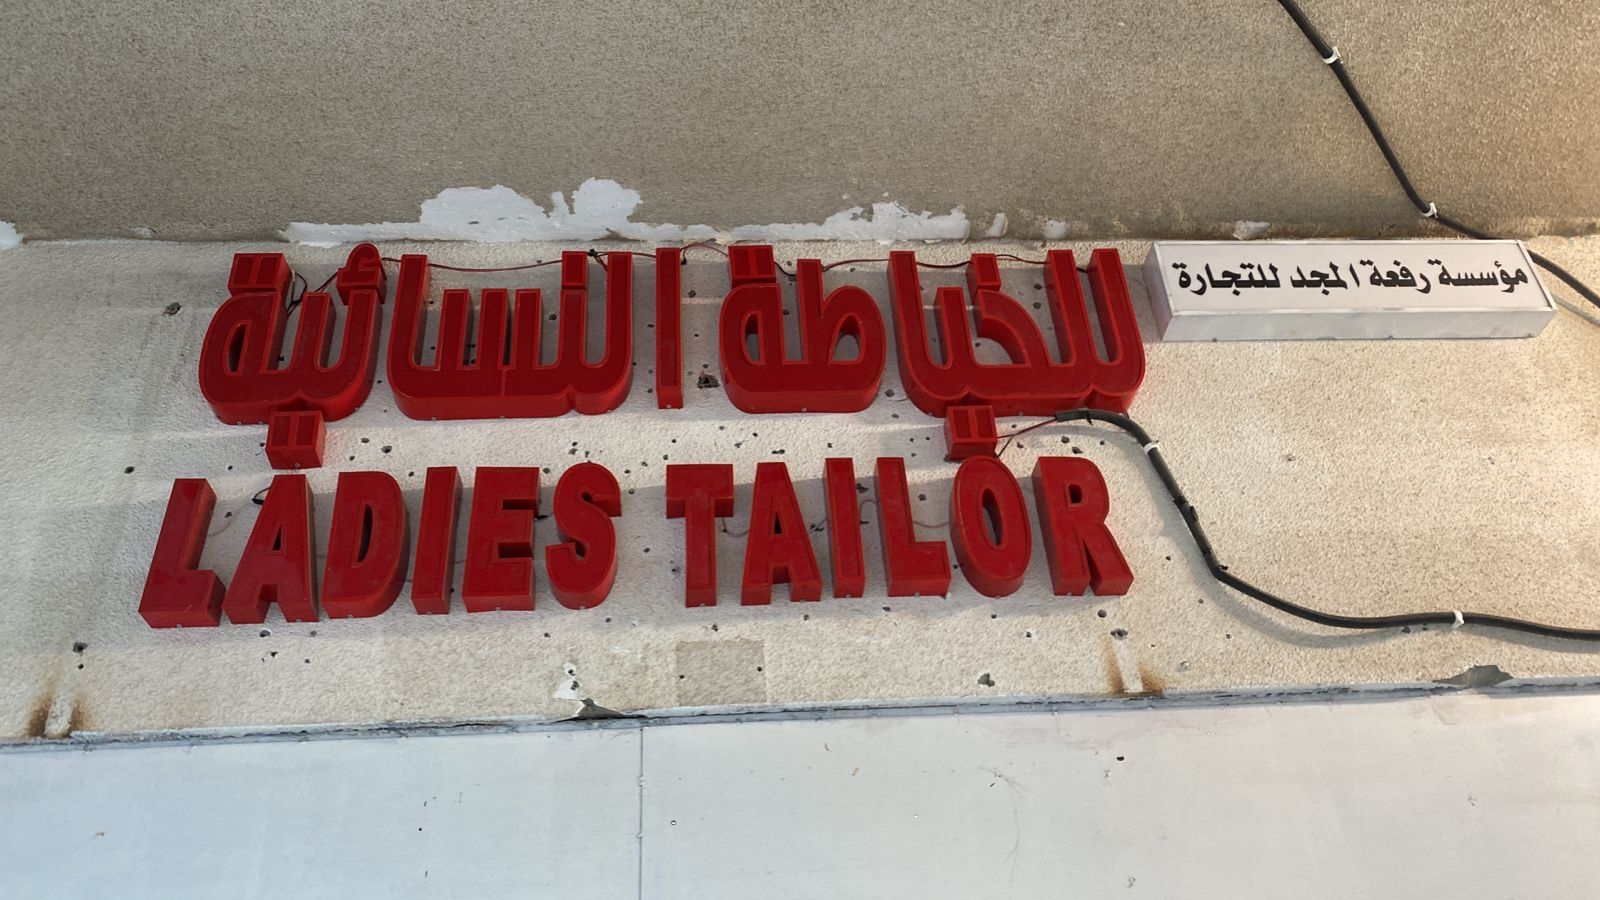 مؤسسة رفعة المجد للتجارة
للخياطة النسائية
LADIES TAILOR